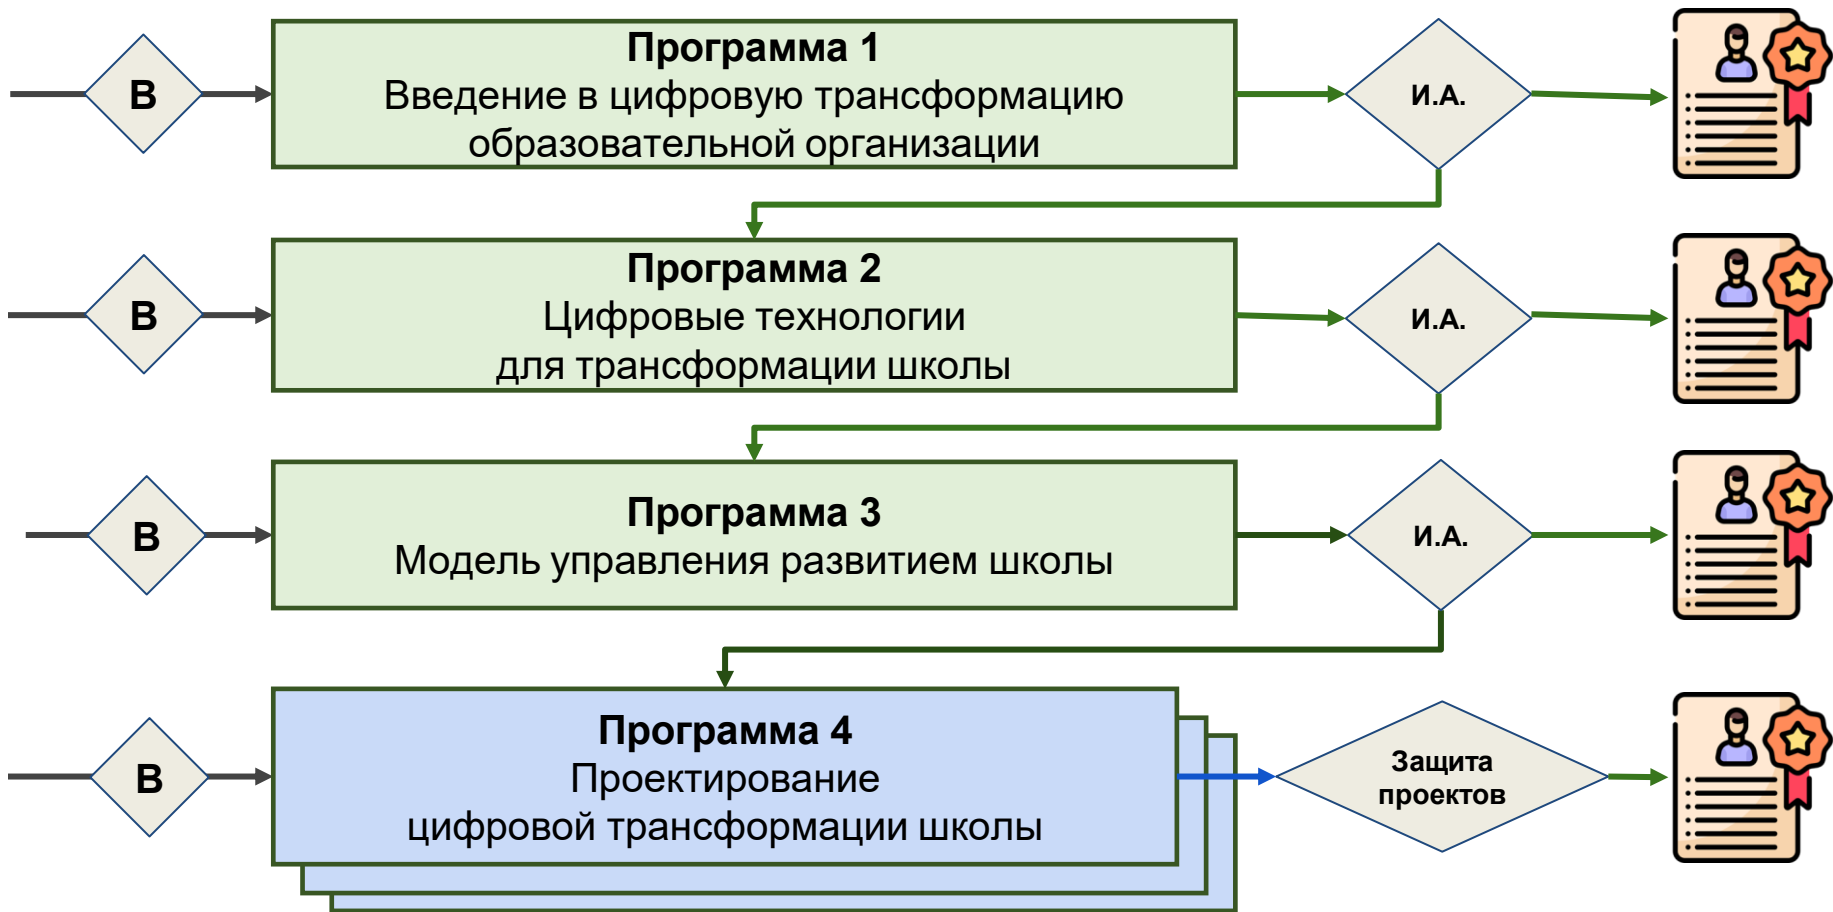 В
Программа 1
Введение в цифровую трансформацию
образовательной организации
И.А.
В
Программа 2
Цифровые технологии
для трансформации школы
И.А.
В
Программа 3
Модель управления развитием школы
И.А.
В
Программа 4
Проектирование
цифровой трансформации школы
Защита
проектов